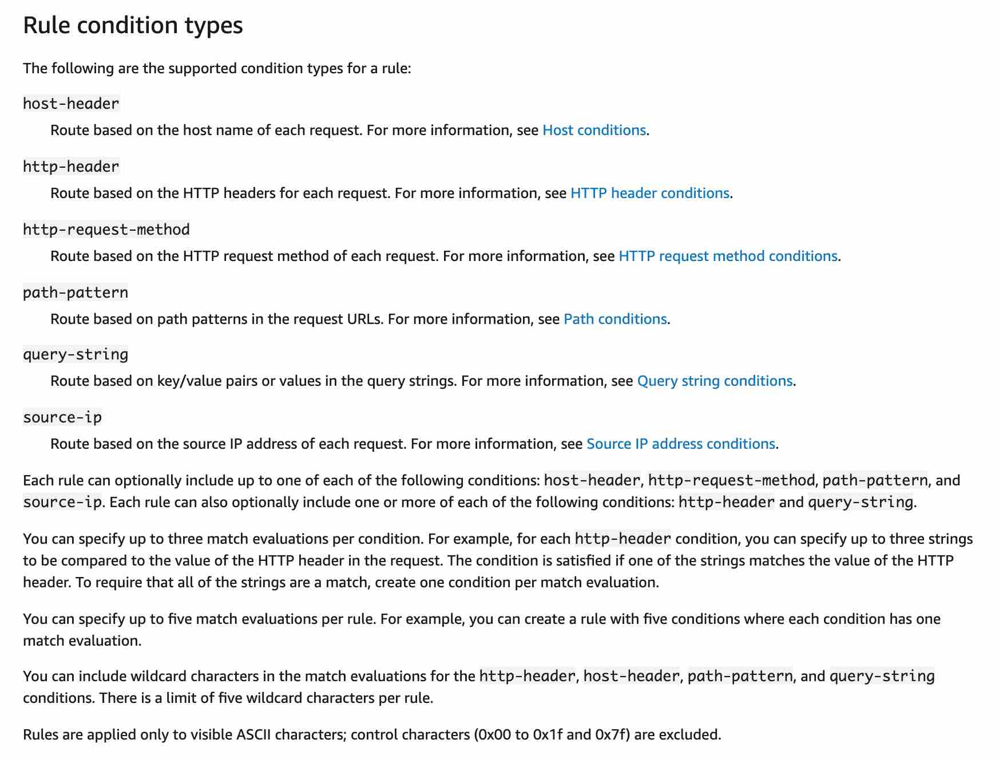 Rule condition types
The following are the supported condition types for a rule:
host-header
Route based on the host name of each request. For more information, see Host conditions.
http-header
Route based on the HTTP headers for each request. For more information, see HTTP header conditions.
http-request-method
Route based on the HTTP request method of each request. For more information, see HTTP request method conditions.
path-pattern
Route based on path patterns in the request URLs. For more information, see Path conditions.
query-string
Route based on key/value pairs or values in the query strings. For more information, see Query string conditions.
source-ip
Route based on the source IP address of each request. For more information, see Source IP address conditions.
Each rule can optionally include up to one of each of the following conditions: host-header, http-request-method, path-pattern, and
source-ip. Each rule can also optionally include one or more of each of the following conditions: http-header and query-string.
You can specify up to three match evaluations per condition. For example, for each http-header condition, you can specify up to three strings
to be compared to the value of the HTTP header in the request. The condition is satisfied if one of the strings matches the value of the HTTP
header. To require that all of the strings are a match, create one condition per match evaluation.
You can specify up to five match evaluations per rule. For example, you can create a rule with five conditions where each condition has one
match evaluation.
You can include wildcard characters in the match evaluations for the http-header, host-header, path-pattern, and query-string
conditions. There is a limit of five wildcard characters per rule.
Rules are applied only to visible ASCII characters; control characters (0x00 to 0x1f and 0x7f) are excluded.